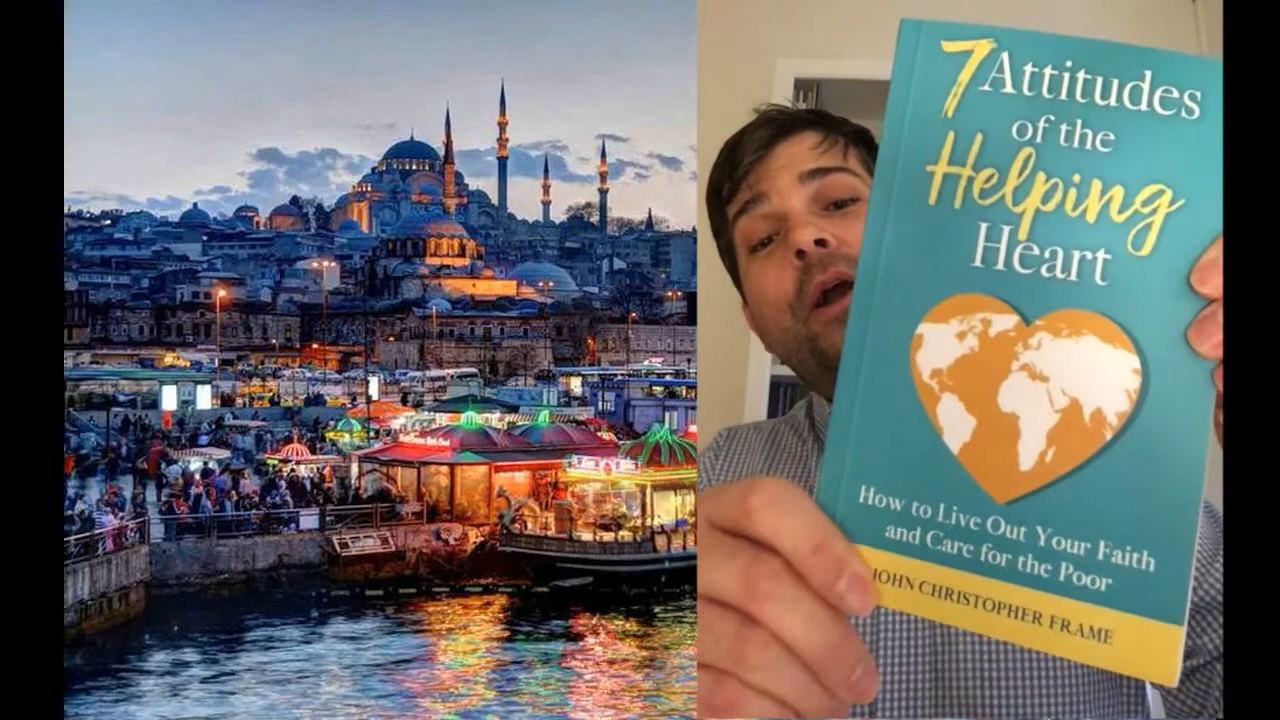 7 Attitudes
of the
Helping
Heart
How to Live Out Your Faith
and Care for the Poor
JOHN CHRISTOPHER FRAME